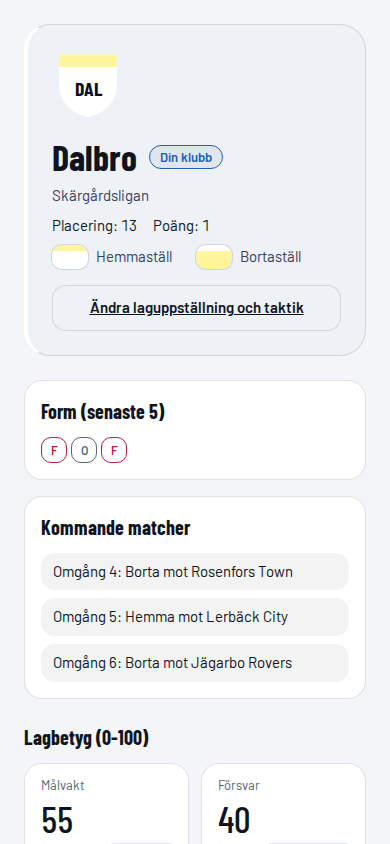 DAL
Dalbro Din klubb
Skärgårdsligan
Placering: 13 Poäng: 1
Hemmaställ Bortaställ
Ändra laguppställning och taktik
Form (senaste 5)
F O F
Kommande matcher
Omgång 4: Borta mot Rosenfors Town
Omgång 5: Hemma mot Lerbäck City
Omgång 6: Borta mot Jägarbo Rovers
Lagbetyg (0-100)
Målvakt Försvar
55 40